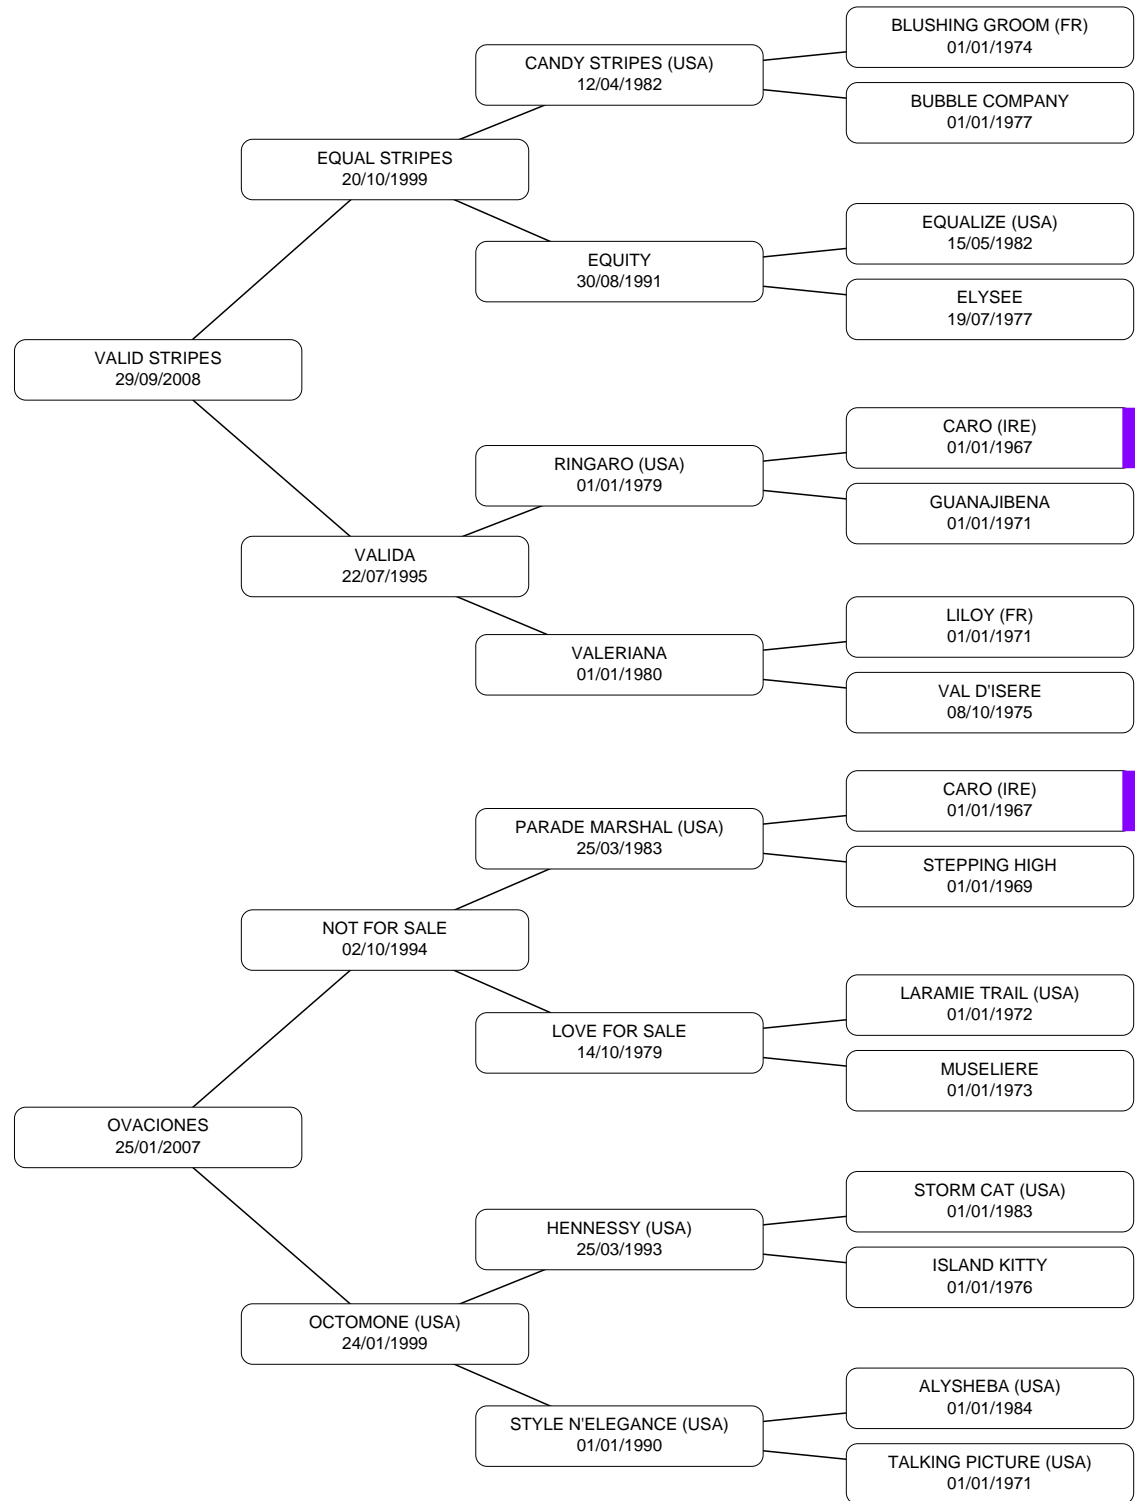 BLUSHING GROOM (FR)
01/01/1974
CANDY STRIPES (USA)
12/04/1982
BUBBLE COMPANY
01/01/1977
EQUAL STRIPES
20/10/1999
EQUALIZE (USA)
15/05/1982
EQUITY
30/08/1991
ELYSEE
19/07/1977
VALID STRIPES
29/09/2008
CARO (IRE)
01/01/1967
RINGARO (USA)
01/01/1979
GUANAJIBENA
01/01/1971
VALIDA
22/07/1995
LILOY (FR)
01/01/1971
VALERIANA
01/01/1980
VAL D'ISERE
08/10/1975
CARO (IRE)
01/01/1967
PARADE MARSHAL (USA)
25/03/1983
STEPPING HIGH
01/01/1969
NOT FOR SALE
02/10/1994
LARAMIE TRAIL (USA)
01/01/1972
LOVE FOR SALE
14/10/1979
MUSELIERE
01/01/1973
OVACIONES
25/01/2007
STORM CAT (USA)
01/01/1983
HENNESSY (USA)
25/03/1993
ISLAND KITTY
01/01/1976
OCTOMONE (USA)
24/01/1999
ALYSHEBA (USA)
01/01/1984
STYLE N'ELEGANCE (USA)
01/01/1990
TALKING PICTURE (USA)
01/01/1971